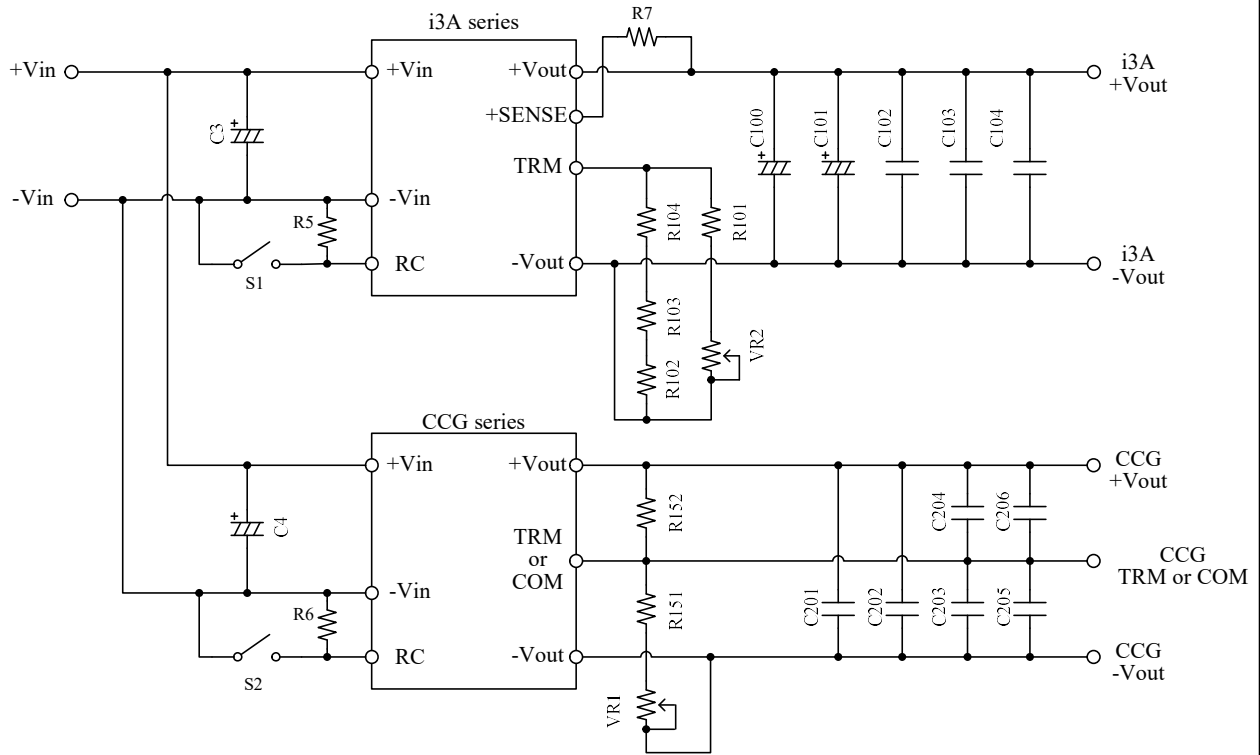 i3A series
R7
+Vin
+Vin
+Vout
i3A
+Vout
+SENSE
C3
+
C100
+
C101
+
C102
C103
C104
TRM
-Vin
-Vin
R5
R104
R101
RC
-Vout
i3A
-Vout
S1
R103
VR2
R102
CCG series
+Vin
+Vout
CCG
+Vout
R152
C204
C206
+
C4
TRM
or
COM
CCG
TRM or COM
-Vin
R6
R151
C201
C202
C203
C205
RC
-Vout
CCG
-Vout
S2
VR1